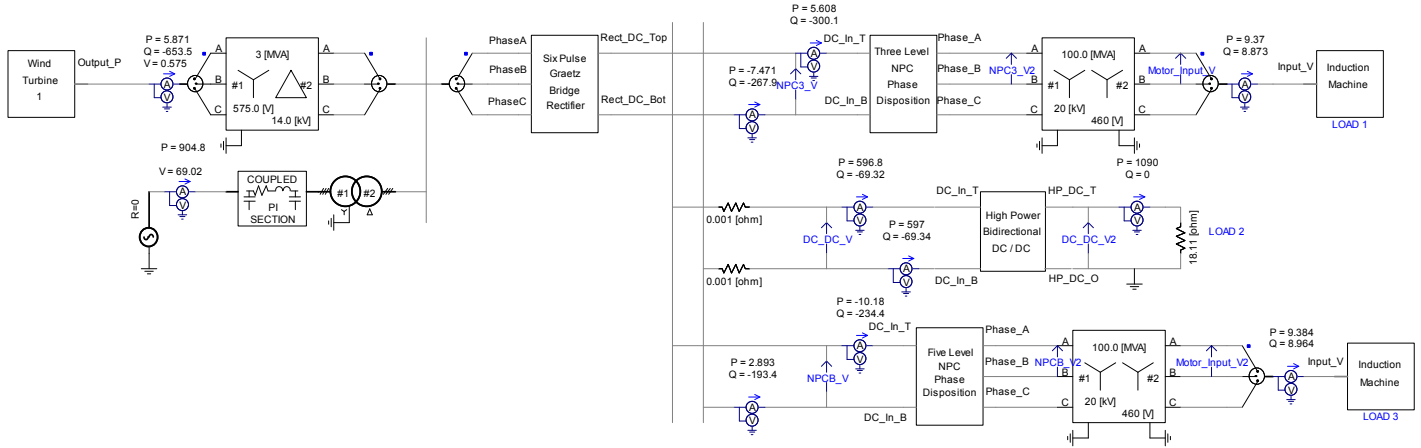 Wind
Turbine
1
Output_P
P = 5.871
Q = -653.5
V = 0.575
A
V
A
B
C
3 [MVA]
#1
#2
575.0 [V]
14.0 [kV]
A
B
C
P = 904.8
V = 69.02
A
V
R=0
COUPLED
PI
SECTION
#1
#2
PhaseA
PhaseB
PhaseC
Six Pulse
Graetz
Bridge
Rectifier
Rect_DC_Top
Rect_DC_Bot
P = 5.608
Q = -300.1
A
V
DC_In_T
P = -7.471
Q = -267.9
NPC3_V
A
V
DC_In_B
Three Level
NPC
Phase
Disposition
Phase_A
Phase_B
Phase_C
NPC3_V2
A
B
C
100.0 [MVA]
#1
#2
20 [kV]
460 [V]
A
B
C
Motor_Input_V
P = 9.37
Q = 8.873
A
V
Input_V
Induction
Machine
LOAD 1
0.001 [ohm]
0.001 [ohm]
DC_DC_V
P = 596.8
Q = -69.32
A
V
P = 597
Q = -69.34
A
V
DC_In_T
DC_In_B
High Power
Bidirectional
DC / DC
HP_DC_T
HP_DC_O
DC_DC_V2
P = 1090
Q = 0
A
V
18.11 [ohm]
LOAD 2
P = -10.18
Q = -234.4
A
V
DC_In_T
P = 2.893
Q = -193.4
NPCB_V
A
V
DC_In_B
Five Level
NPC
Phase
Disposition
Phase_A
Phase_B
Phase_C
NPCB_V2
A
B
C
100.0 [MVA]
#1
#2
20 [kV]
460 [V]
A
B
C
Motor_Input_V2
P = 9.384
Q = 8.964
A
V
Input_V
Induction
Machine
LOAD 3